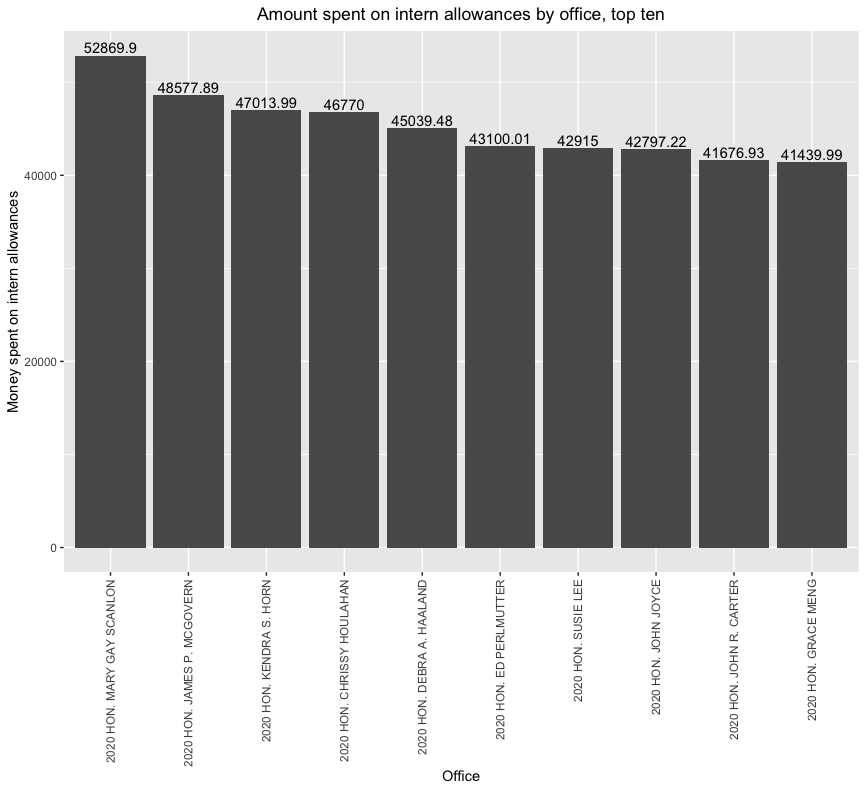 Amount spent on intern allowances by office, top ten
52869.9
48577.89
47013.99
46770
45039.48
43100.01
42915
42797.22
41676.93
41439.99
Money spent on intern allowances
40000
20000
0
2020 HON. MARY GAY SCANLON
2020 HON. JAMES P. MCGOVERN
2020 HON. KENDRA S. HORN
2020 HON. CHRISSY HOULAHAN
2020 HON. DEBRA A. HAALAND
2020 HON. ED PERLMUTTER
2020 HON. SUSIE LEE
2020 HON. JOHN JOYCE
2020 HON. JOHN R. CARTER
2020 HON. GRACE MENG
Office